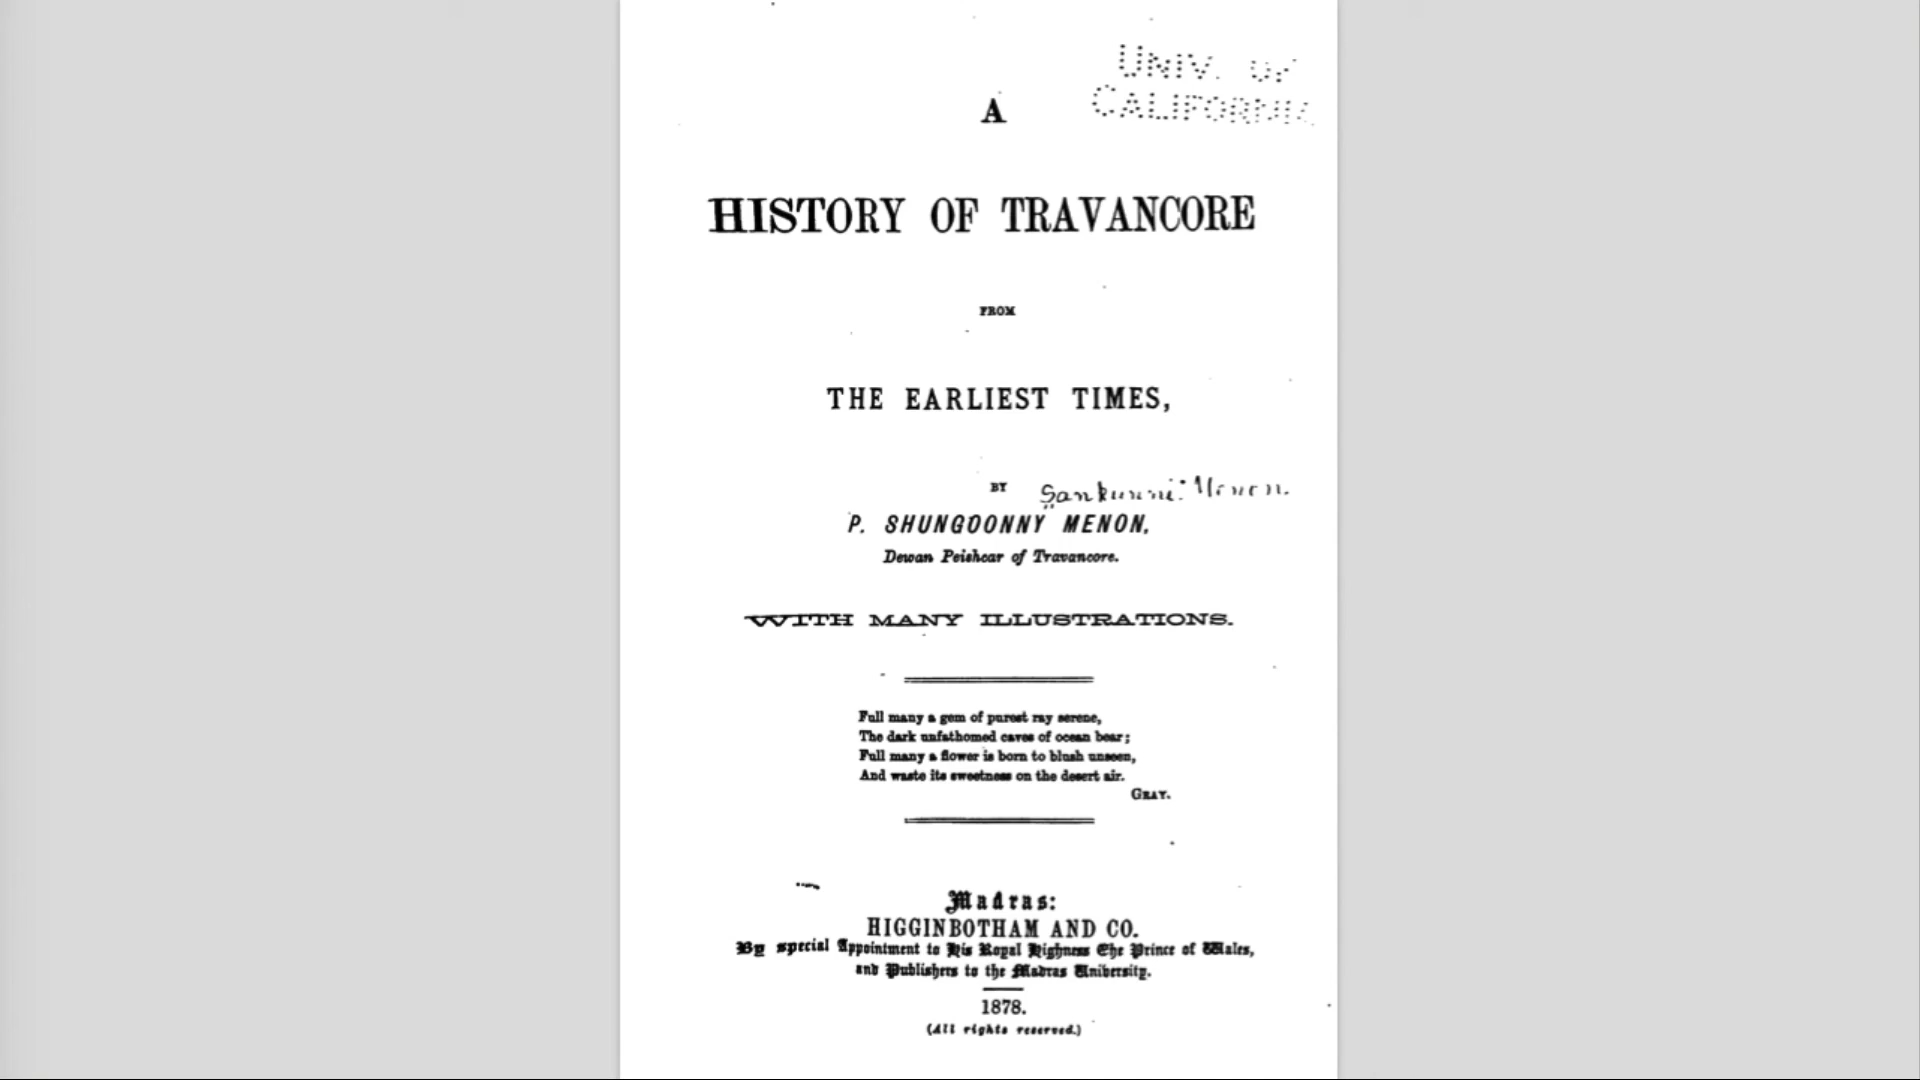 UNIV. OF
CALIFORNIA
A
HISTORY OF TRAVANCORE
FROM
THE EARLIEST TIMES,
BY Sankunni Menon.
P. SHUNGOONNY MENON,
Dewan Peishcar of Travancore.
WITH MANY ILLUSTRATIONS.
Full many a gem of purest ray serene,
The dark unfathomed caves of ocean bear;
Full many a flower is born to blush unseen,
And waste its sweetness on the desert air.
GRAY.
Madras:
HIGGINBOTHAM AND CO.
By special Appointment to His Royal Highness The Prince of Wales,
and Publishers to the Madras University.
1878.
(All rights reserved.)